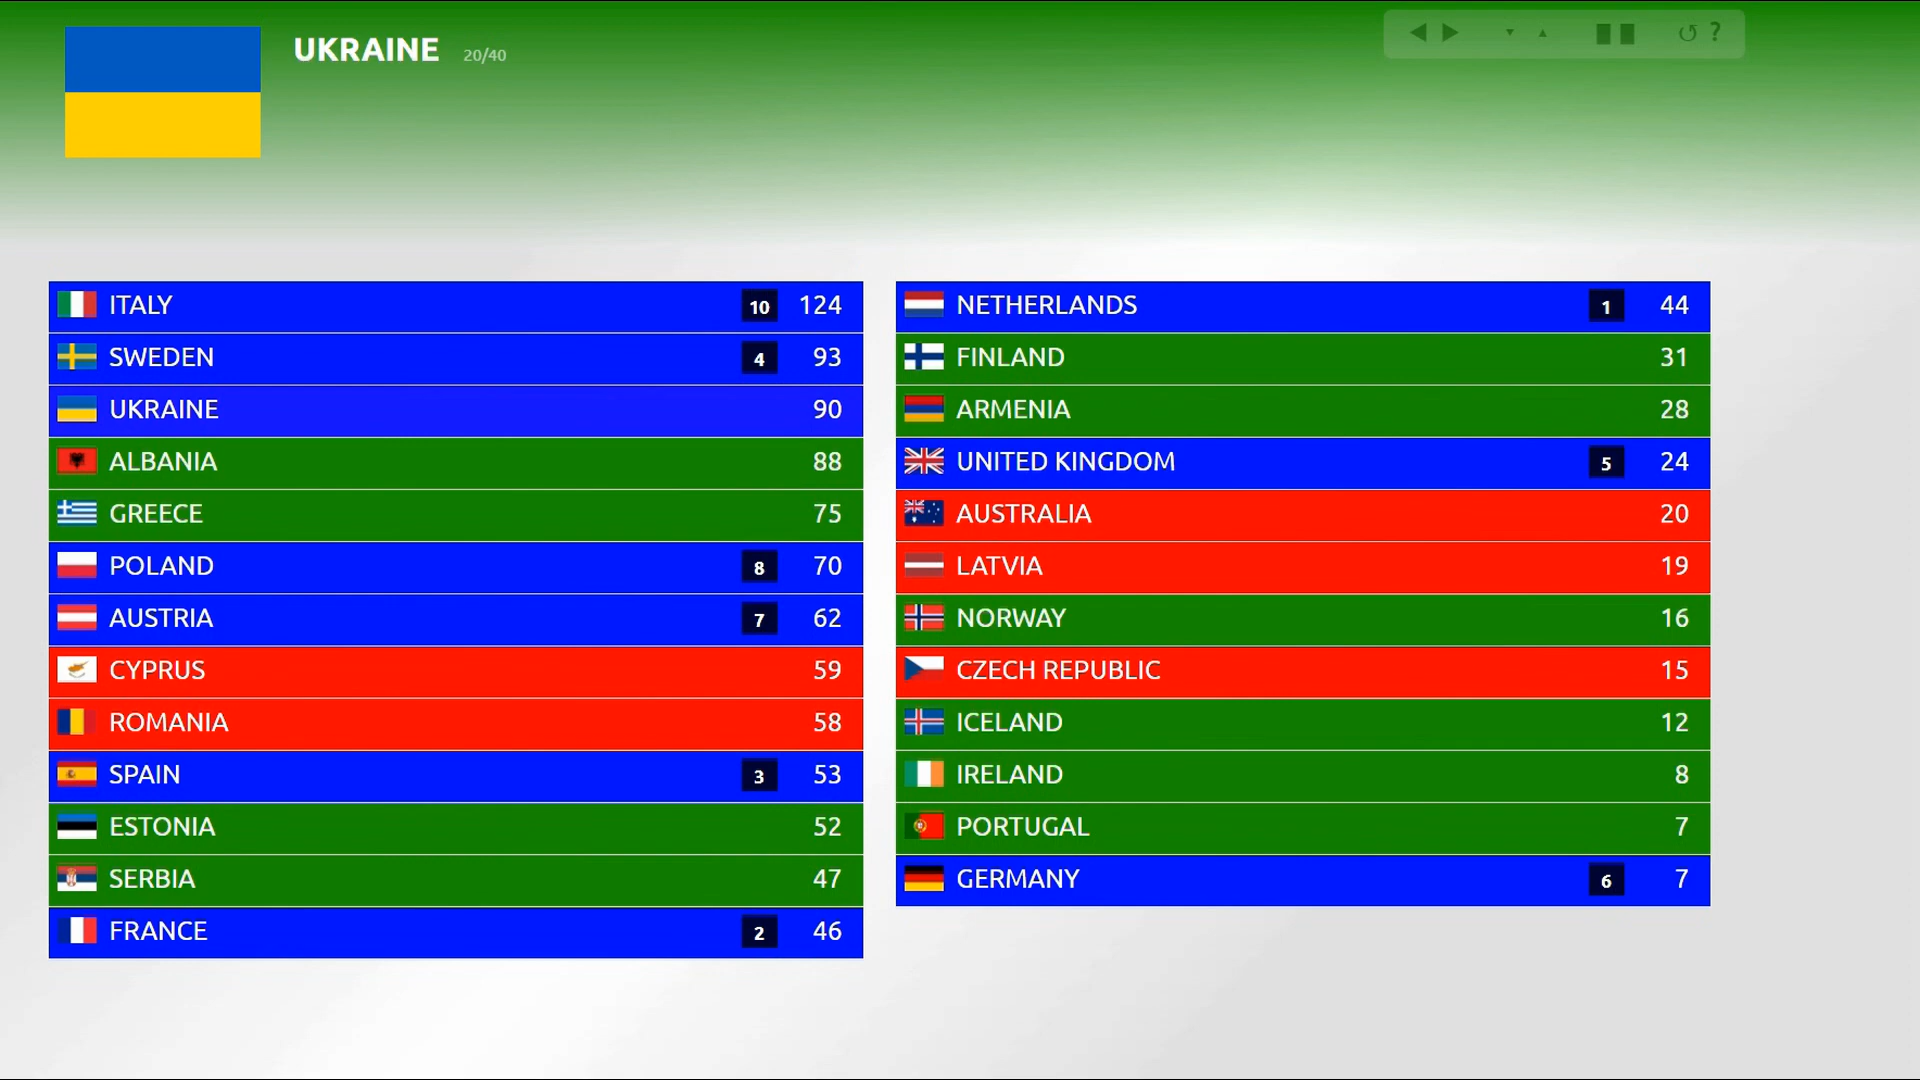 UKRAINE 20/40
?
ITALY 10 124
SWEDEN 4 93
UKRAINE 90
ALBANIA 88
GREECE 75
POLAND 8 70
AUSTRIA 7 62
CYPRUS 59
ROMANIA 58
SPAIN 3 53
ESTONIA 52
SERBIA 47
FRANCE 2 46
NETHERLANDS 1 44
FINLAND 31
ARMENIA 28
UNITED KINGDOM 5 24
AUSTRALIA 20
LATVIA 19
NORWAY 16
CZECH REPUBLIC 15
ICELAND 12
IRELAND 8
PORTUGAL 7
GERMANY 6 7